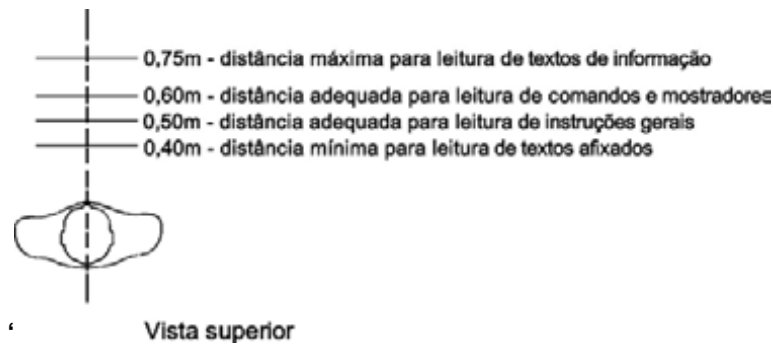 0,75m - distância máxima para leitura de textos de informação
0,60m - distância adequada para leitura de comandos e mostradores
0,50m - distância adequada para leitura de instruções gerais
0,40m - distância mínima para leitura de textos afixados
‘ Vista superior